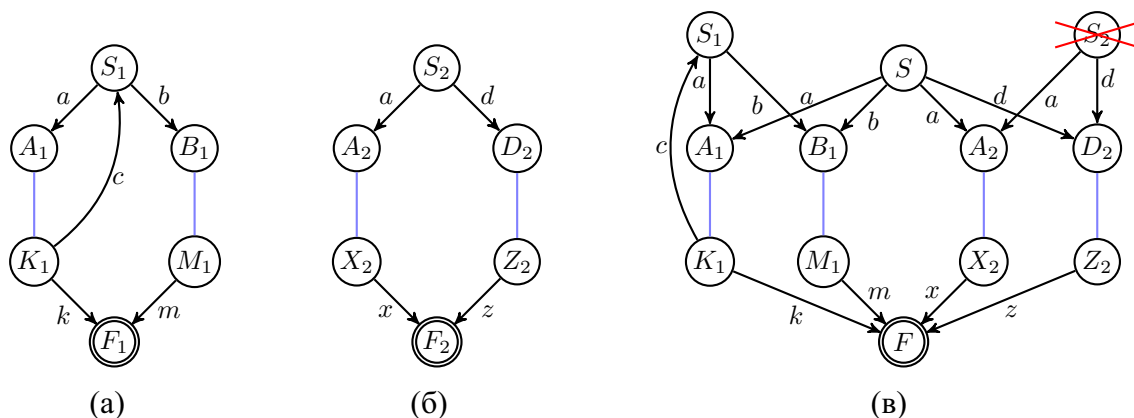 S₁
S₂
S₁
S
S₂
a
b
a
d
a
b
a
b
a
d
a
d
A₁
B₁
A₂
D₂
A₁
B₁
A₂
D₂
c
c
K₁
M₁
X₂
Z₂
K₁
M₁
X₂
Z₂
k
m
x
z
k
m
x
z
F₁
F₂
F
(а)
(б)
(в)